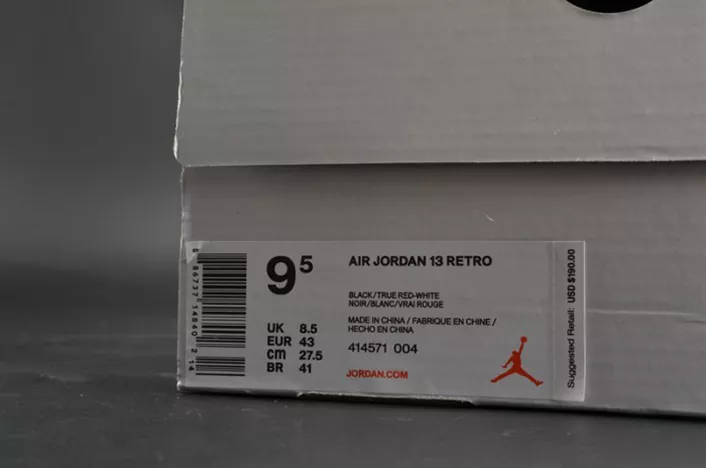 9 5
AIR JORDAN 13 RETRO
BLACK/TRUE RED-WHITE
NOIR/BLANC/VRAI ROUGE
MADE IN CHINA / FABRIQUE EN CHINE /
HECHO EN CHINA
UK 8.5
EUR 43
cm 27.5
BR 41
414571 004
JORDAN.COM
Suggested Retail: USD $190.00